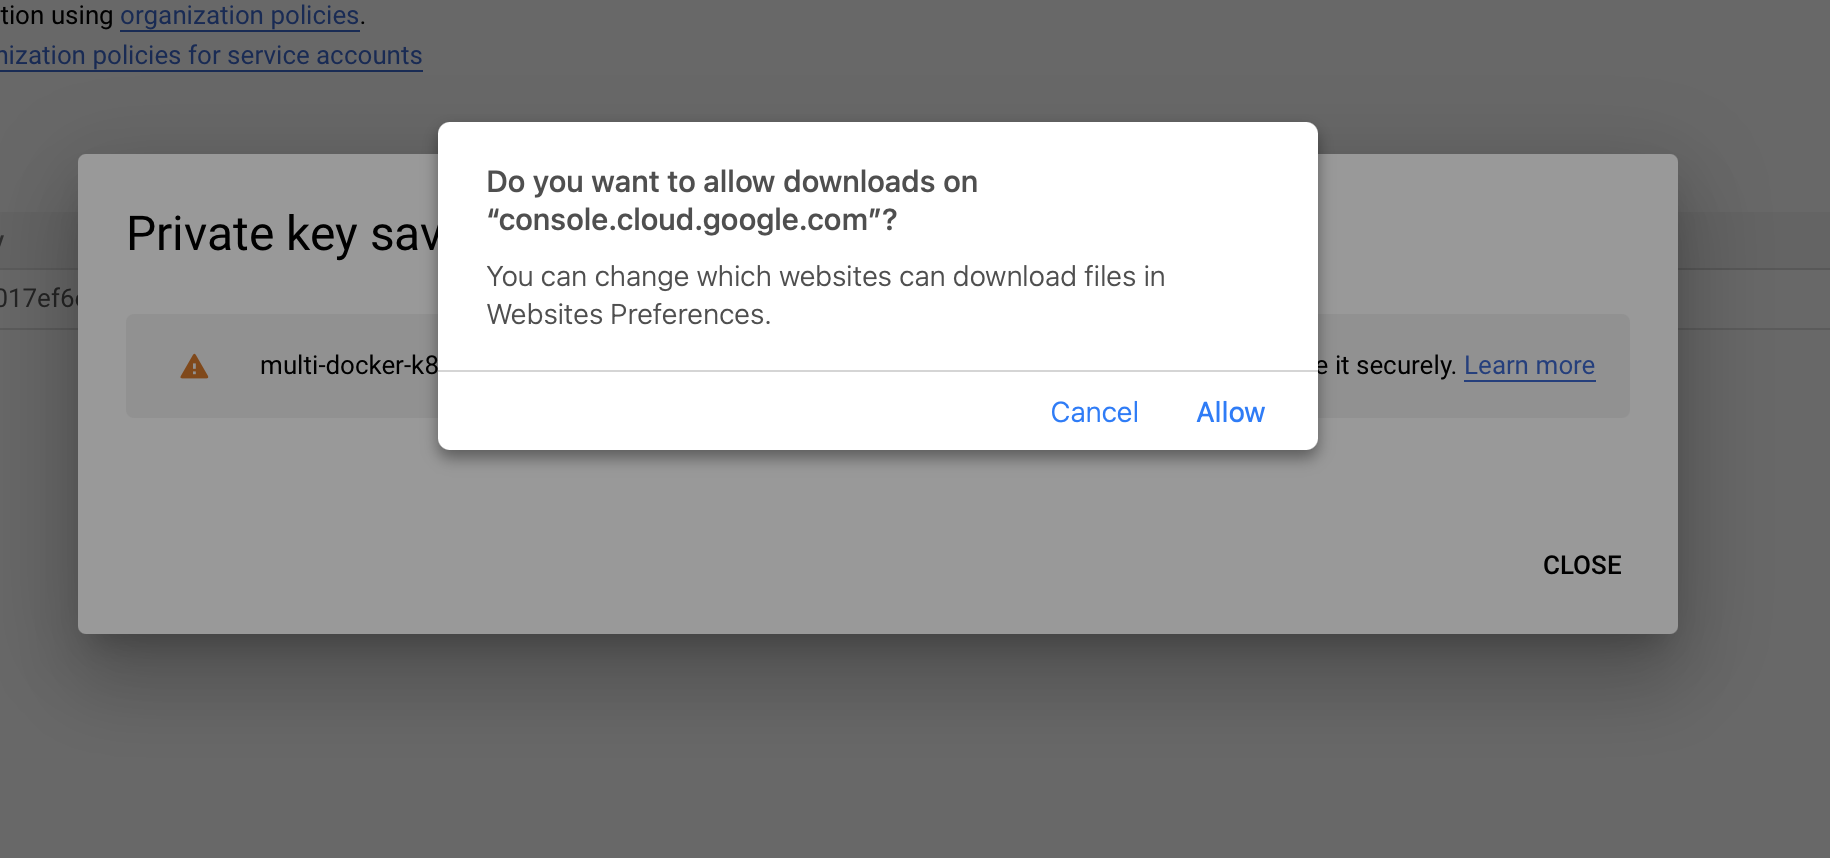 tion using organization policies.
nization policies for service accounts
Do you want to allow downloads on
“console.cloud.google.com”?
Private key sav
You can change which websites can download files in
Websites Preferences.
017ef6
multi-docker-k8
e it securely. Learn more
Cancel Allow
CLOSE